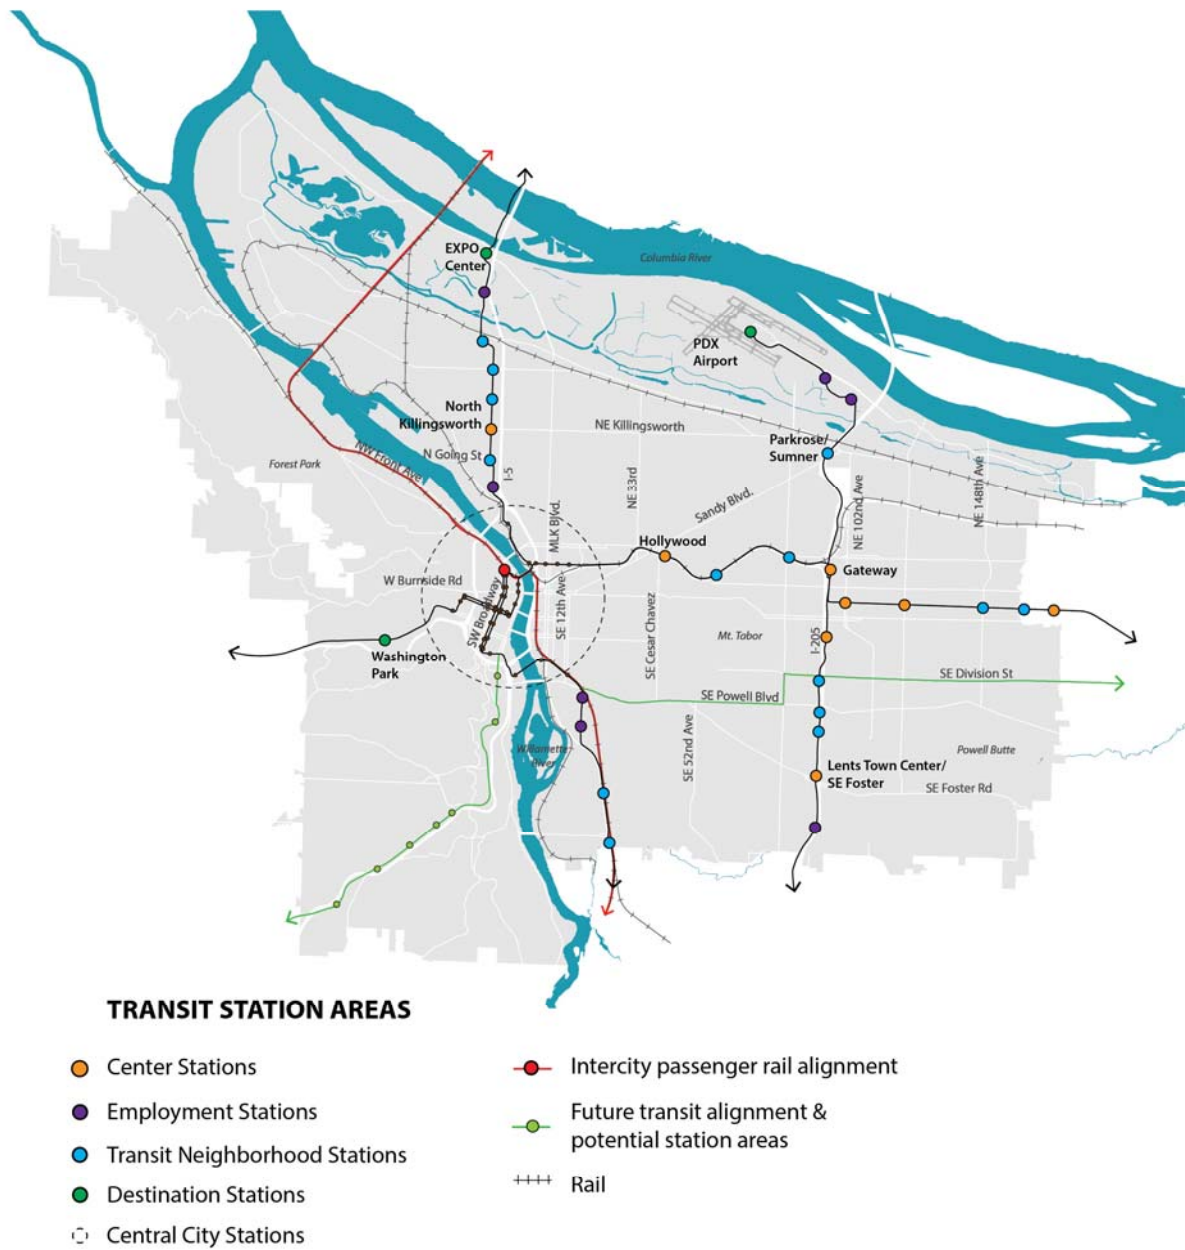 Columbia River
EXPO
Center
PDX
Airport
North
Killingsworth
NE Killingsworth
Parkrose/
Sumner
N Going St
NW Front Ave
Forest Park
I-5
NE 33rd
Sandy Blvd.
NE 102nd Ave
NE 148th Ave
MLK Blvd.
Hollywood
Gateway
W Burnside Rd
SW Broadway
SE 12th Ave
SE Cesar Chavez
Mt. Tabor
I-205
Washington
Park
SE Division St
SE Powell Blvd
SE 52nd Ave
Willamette
River
Powell Butte
Lents Town Center/
SE Foster
SE Foster Rd
TRANSIT STATION AREAS
Center Stations
Employment Stations
Transit Neighborhood Stations
Destination Stations
Central City Stations
Intercity passenger rail alignment
Future transit alignment &
potential station areas
Rail